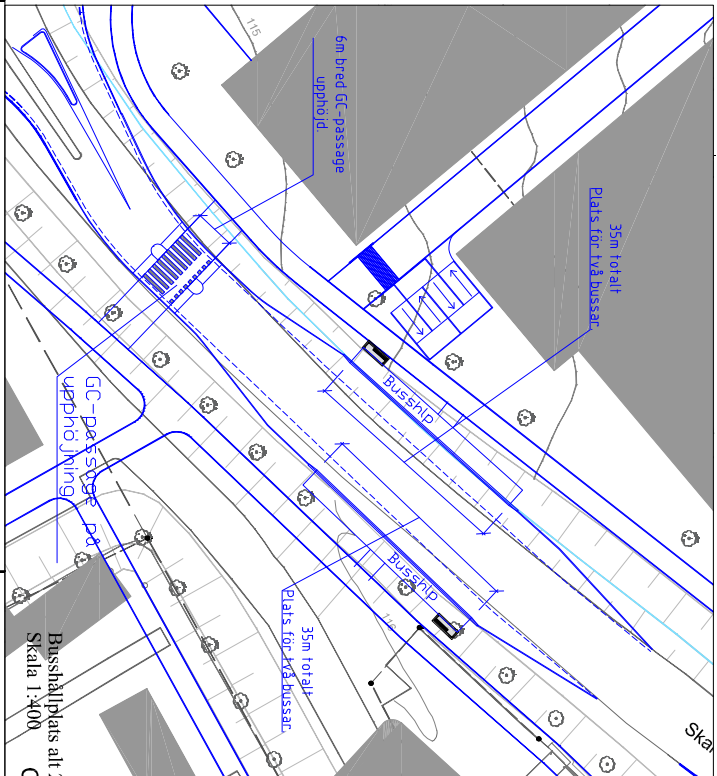 115
6m bred GC-passage
upphöjd.
35m totalt
Plats för två bussar
Busshlp
GC-passage på
upphöjning
Busshlp
116
35m totalt
Plats för två bussar
Busshållplats alt
Skala 1:400